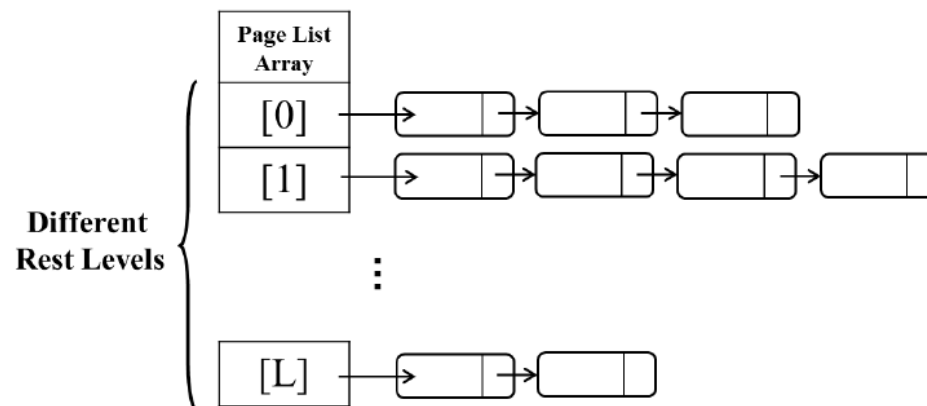 Page List
Array
[0]
[1]
Different
Rest Levels
[L]